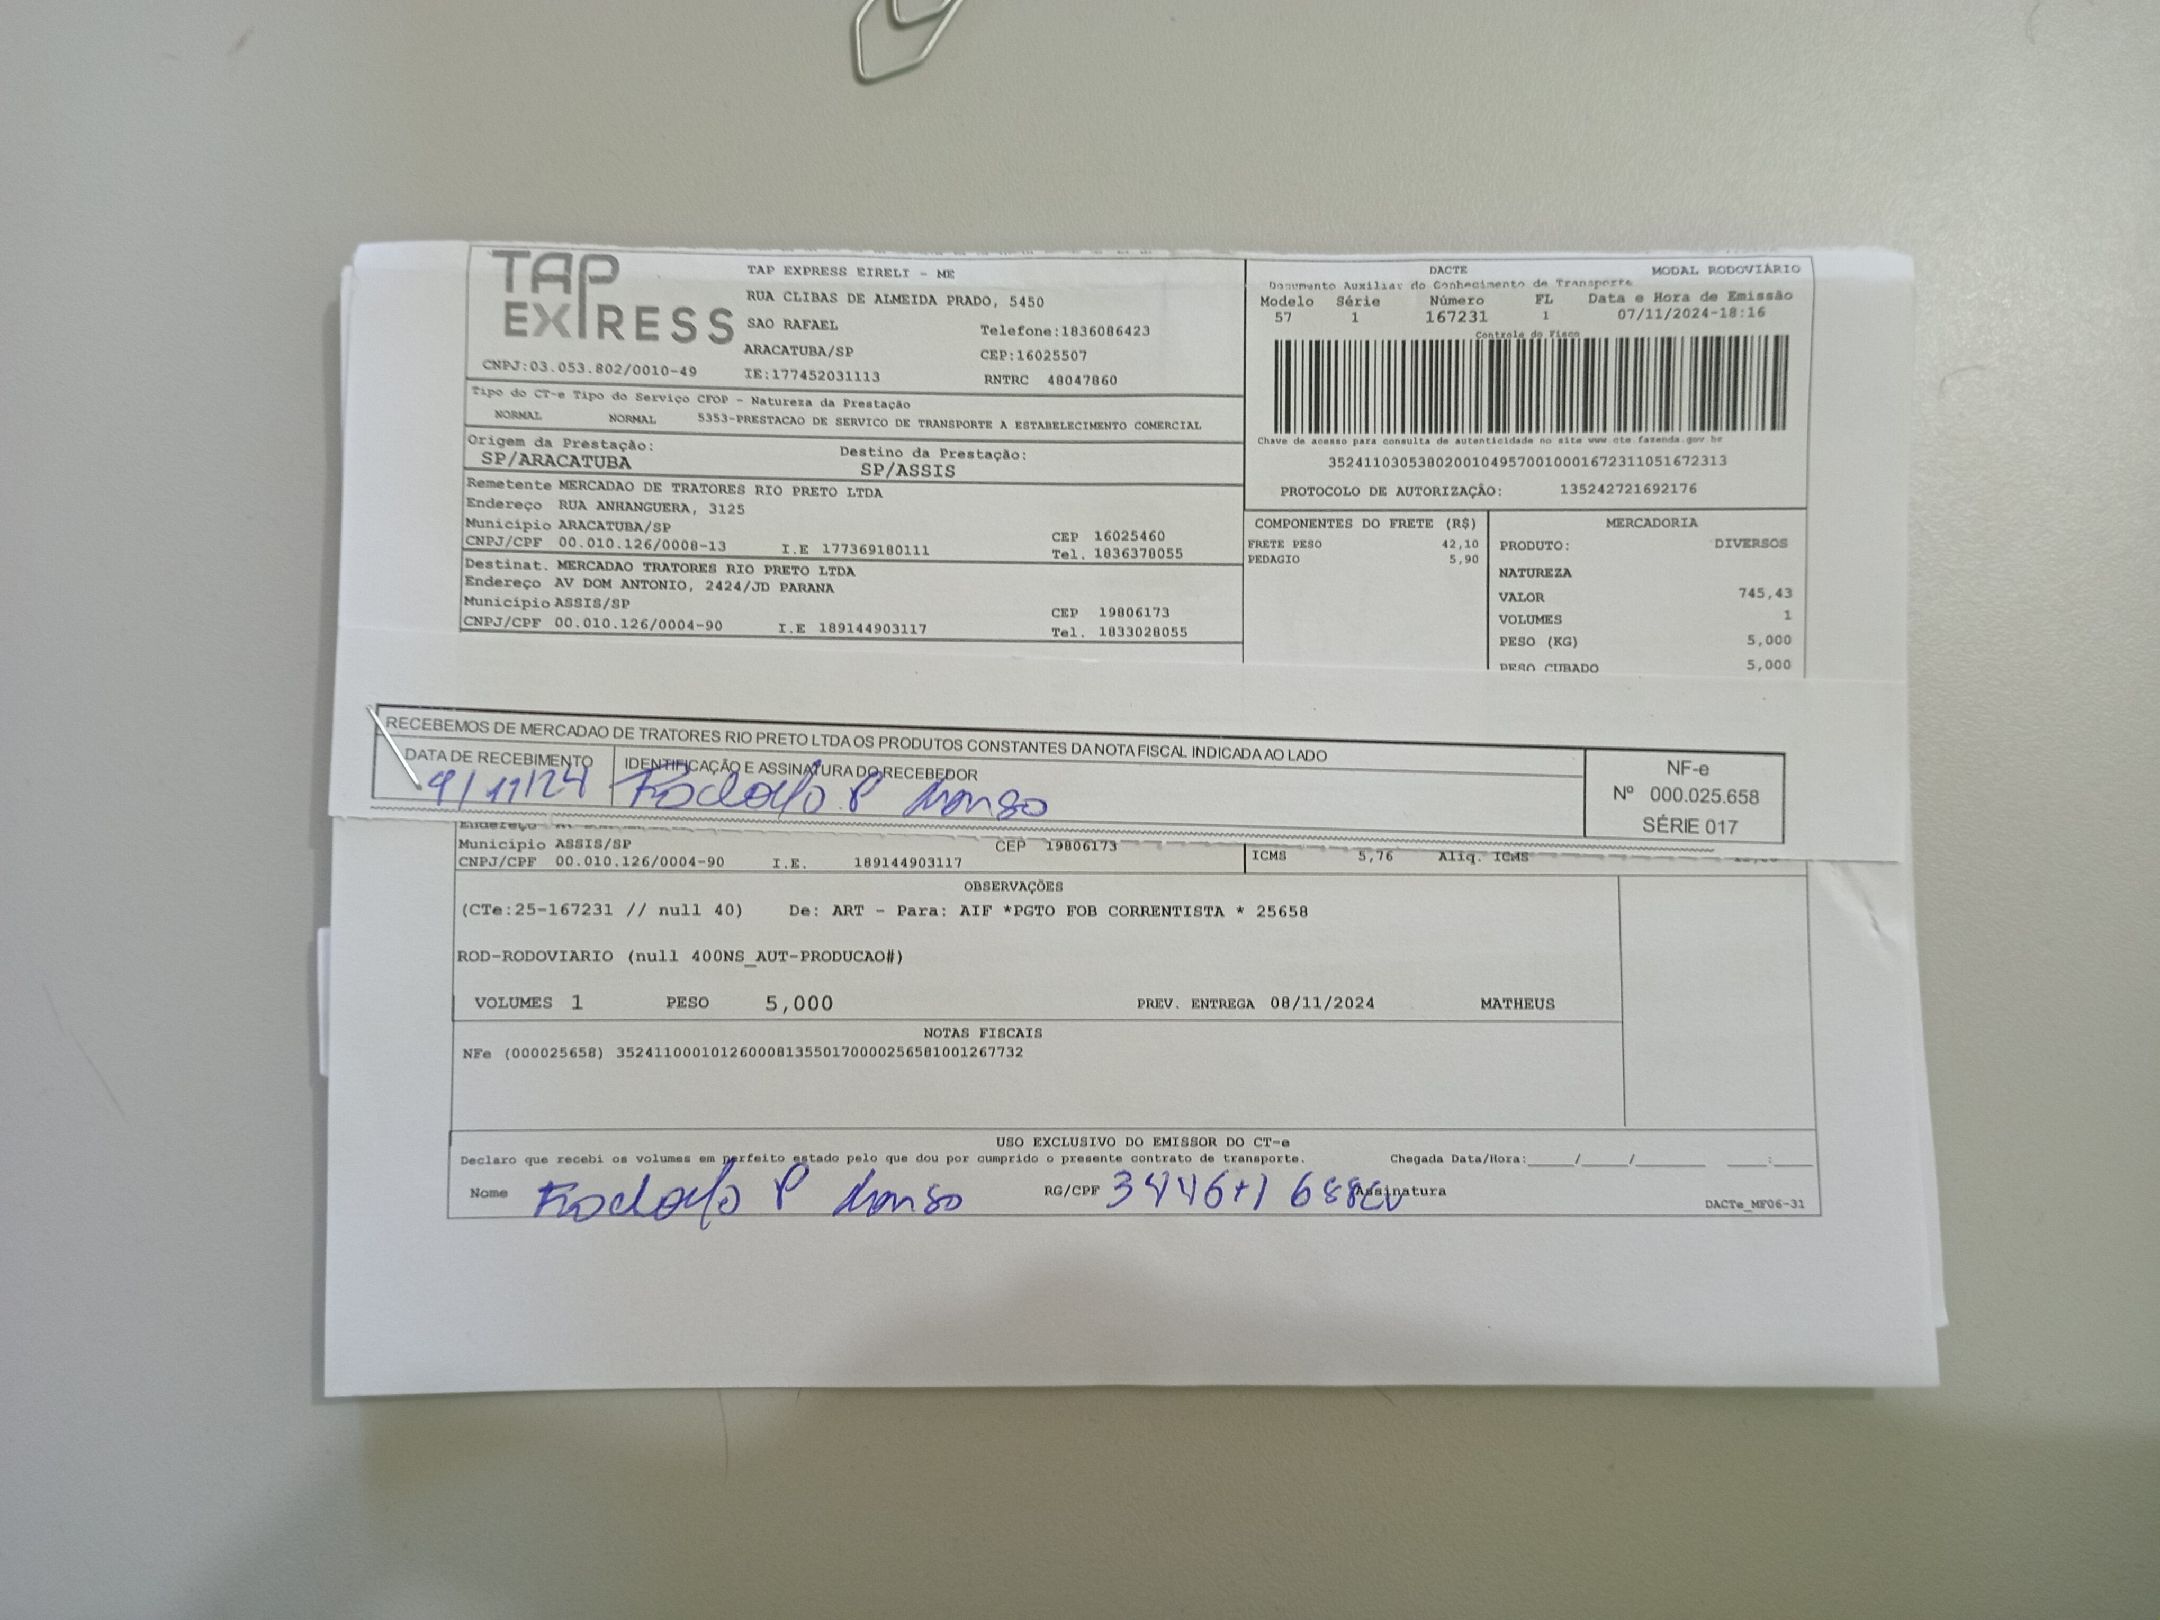 TAP EXPRESS
TAP EXPRESS EIRELI - ME
RUA CLIBAS DE ALMEIDA PRADO, 5450
SAO RAFAEL
Telefone:1836086423
ARACATUBA/SP
CEP:16025507
CNPJ:03.053.802/0010-49
IE:177452031113
RNTRC 48047860
DACTE
MODAL RODOVIÁRIO
Documento Auxiliar do Conhecimento de Transporte
Modelo Série Número FL Data e Hora de Emissão
57 1 167231 1 07/11/2024-18:16
Controle do Fisco
Tipo do CT-e Tipo do Serviço CFOP - Natureza da Prestação
NORMAL NORMAL 5353-PRESTACAO DE SERVICO DE TRANSPORTE A ESTABELECIMENTO COMERCIAL
Chave de acesso para consulta de autenticidade no site www.cte.fazenda.gov.br
35241103053802001049570010001672311051672313
PROTOCOLO DE AUTORIZAÇÃO: 135242721692176
Origem da Prestação:
SP/ARACATUBA
Destino da Prestação:
SP/ASSIS
Remetente MERCADAO DE TRATORES RIO PRETO LTDA
Endereço RUA ANHANGUERA, 3125
Município ARACATUBA/SP
CEP 16025460
CNPJ/CPF 00.010.126/0008-13 I.E 177369180111 Tel. 1836378055
Destinat. MERCADAO TRATORES RIO PRETO LTDA
Endereço AV DOM ANTONIO, 2424/JD PARANA
Município ASSIS/SP
CEP 19806173
CNPJ/CPF 00.010.126/0004-90 I.E 189144903117 Tel. 1833028055
COMPONENTES DO FRETE (R$)
FRETE PESO 42,10
PEDAGIO 5,90
MERCADORIA
PRODUTO: DIVERSOS
NATUREZA
VALOR 745,43
VOLUMES 1
PESO (KG) 5,000
PESO CUBADO 5,000
RECEBEMOS DE MERCADAO DE TRATORES RIO PRETO LTDA OS PRODUTOS CONSTANTES DA NOTA FISCAL INDICADA AO LADO
DATA DE RECEBIMENTO
9/11/24
IDENTIFICAÇÃO E ASSINATURA DO RECEBEDOR
Rodolfo P Afonso
NF-e
Nº 000.025.658
SÉRIE 017
Endereço
Município ASSIS/SP CEP 19806173
CNPJ/CPF 00.010.126/0004-90 I.E. 189144903117
ICMS 5,76 Aliq. ICMS
OBSERVAÇÕES
(CTe:25-167231 // null 40) De: ART - Para: AIF *PGTO FOB CORRENTISTA * 25658
ROD-RODOVIARIO (null 400NS_AUT-PRODUCAO#)
VOLUMES 1 PESO 5,000 PREV. ENTREGA 08/11/2024 MATHEUS
NOTAS FISCAIS
NFe (000025658) 35241100010126000813550170000256581001267732
USO EXCLUSIVO DO EMISSOR DO CT-e
Declaro que recebi os volumes em perfeito estado pelo que dou por cumprido o presente contrato de transporte. Chegada Data/Hora:____/____/______ ____:____
Nome Rodolfo P Afonso RG/CPF Assinatura
DACTe_MF06-31